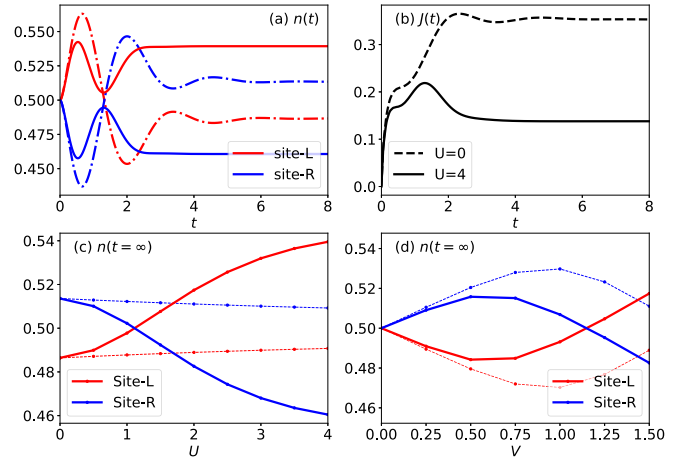 (a) n(t)
0.550
0.525
0.500
0.475
0.450
site-L
site-R
0 2 4 6 8
t
(b) J(t)
0.3
0.2
0.1
0.0
U=0
U=4
0 2 4 6 8
t
(c) n(t = ∞)
0.54
0.52
0.50
0.48
0.46
Site-L
Site-R
0 1 2 3 4
U
(d) n(t = ∞)
0.54
0.52
0.50
0.48
0.46
Site-L
Site-R
0.00 0.25 0.50 0.75 1.00 1.25 1.50
V